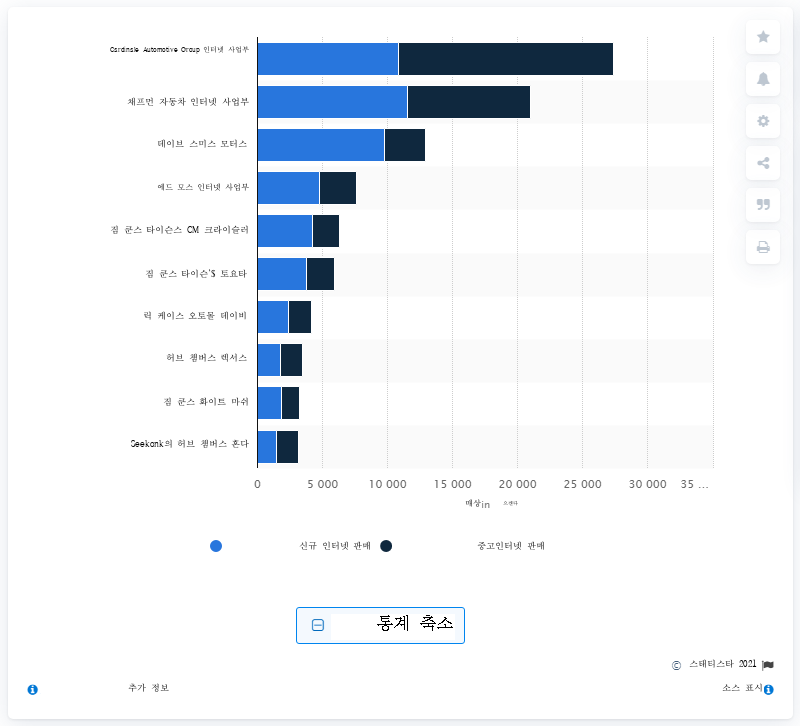 Cardinale Automotive Group 인터넷 사업부
채프먼 자동차 인터넷 사업부
데이브 스미스 모터스
에드 모스 인터넷 사업부
짐 쿤스 타이슨스 CM 크라이슬러
짐 쿤스 타이슨'S 토요타
릭 케이스 오토몰 데이비
허브 챔버스 렉서스
짐 쿤스 화이트 마쉬
Seekonk의 허브 챔버스 혼다
0 5 000 10 000 15 000 20 000 25 000 30 000 35 ...
매상in
신규 인터넷 판매 중고인터넷 판매
통계 축소
© 스태티스타 2021
추가 정보 소스 표시